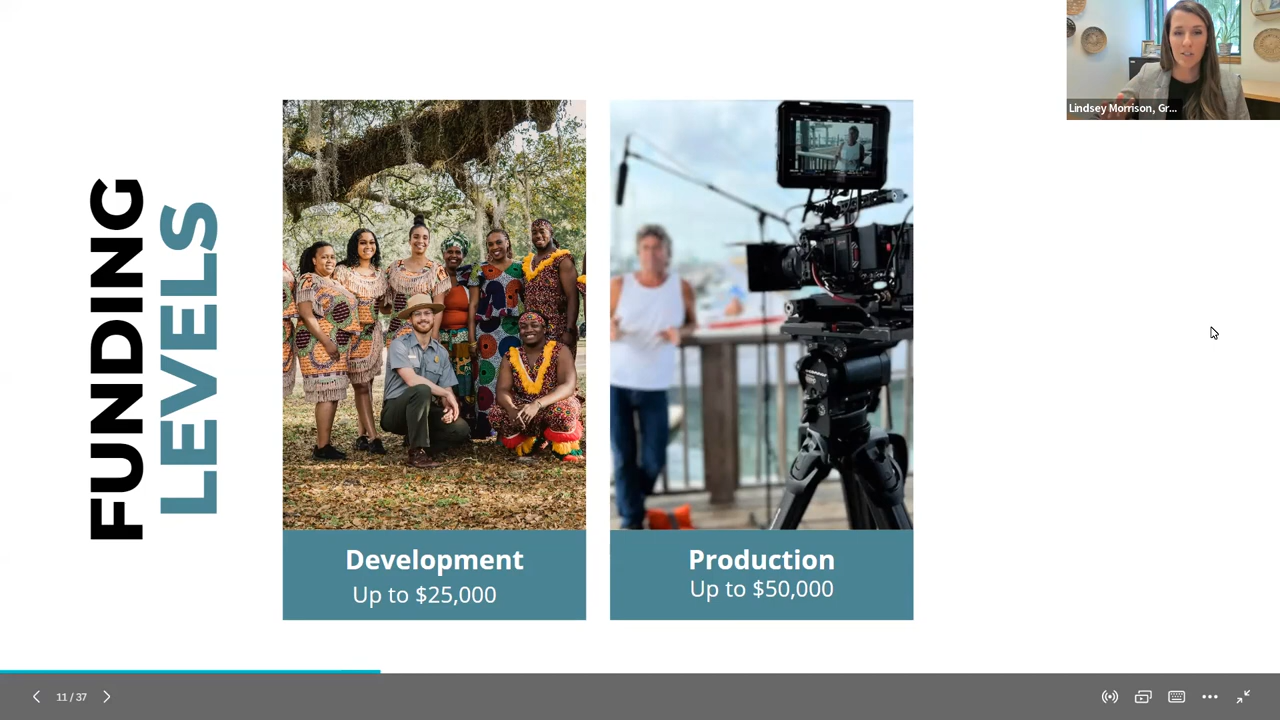 Lindsey Morrison, Gr...
FUNDING
LEVELS
Development
Up to $25,000
Production
Up to $50,000
11 / 37